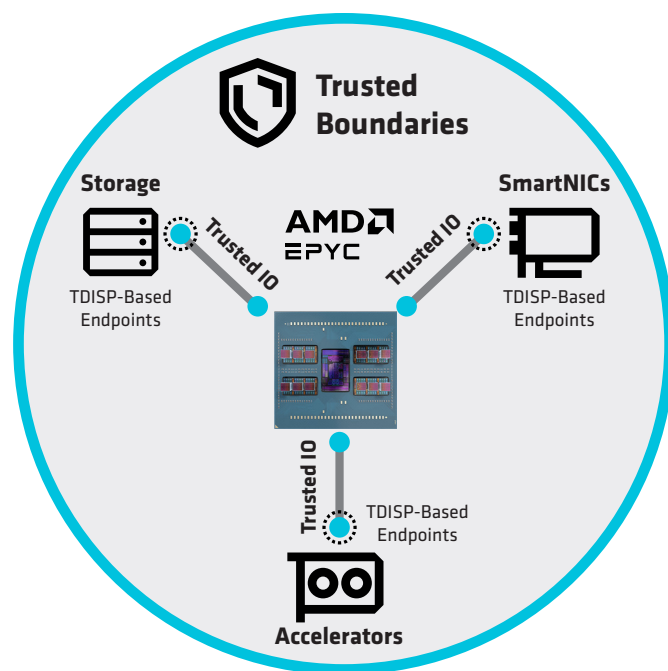 Trusted
Boundaries
Storage
SmartNICs
AMD
EPYC
Trusted IO
Trusted IO
TDISP-Based
Endpoints
TDISP-Based
Endpoints
Trusted IO
TDISP-Based
Endpoints
Accelerators